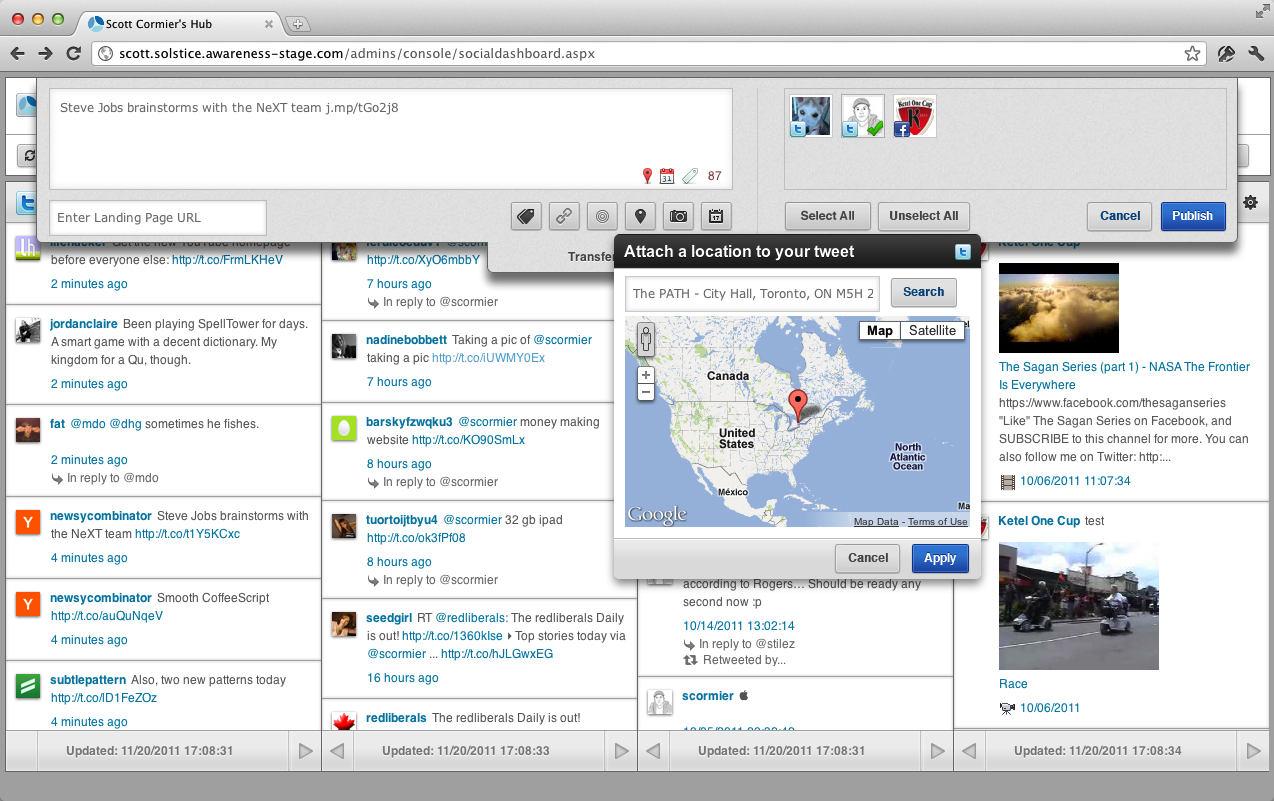 Scott Cormier's Hub
scott.solstice.awareness-stage.com/admins/console/socialdashboard.aspx
Steve Jobs brainstorms with the NeXT team j.mp/tGo2j8
31
87
Ketel One Cup
Enter Landing Page URL
17
Select All
Unselect All
Cancel
Publish
lifehacker Get the new YouTube homepage
before everyone else: http://t.co/FrmLKHeV
2 minutes ago
jordanclaire Been playing SpellTower for days.
A smart game with a decent dictionary. My
kingdom for a Qu, though.
2 minutes ago
fat @mdo @dhg sometimes he fishes.
2 minutes ago
In reply to @mdo
newsycombinator Steve Jobs brainstorms with
the NeXT team http://t.co/t1Y5KCxc
4 minutes ago
newsycombinator Smooth CoffeeScript
http://t.co/auQuNqeV
4 minutes ago
subtlepattern Also, two new patterns today
http://t.co/lD1FeZOz
4 minutes ago
Updated: 11/20/2011 17:08:31
http://t.co/XyO6mbbY
7 hours ago
In reply to @scormier
nadinebobbett Taking a pic of @scormier
taking a pic http://t.co/iUWMY0Ex
7 hours ago
barskyfzwqku3 @scormier money making
website http://t.co/KO90SmLx
8 hours ago
In reply to @scormier
tuortoijtbyu4 @scormier 32 gb ipad
http://t.co/ok3fPf08
8 hours ago
In reply to @scormier
seedgirl RT @redliberals: The redliberals Daily
is out! http://t.co/1360kIse ▸ Top stories today via
@scormier ... http://t.co/hJLGwxEG
16 hours ago
redliberals The redliberals Daily is out!
Updated: 11/20/2011 17:08:33
Attach a location to your tweet
The PATH - City Hall, Toronto, ON M5H 2
Search
Map
Satellite
Canada
United
States
México
North
Atlantic
Ocean
Google
Map Data - Terms of Use
Cancel
Apply
according to Rogers… Should be ready any
second now :p
10/14/2011 13:02:14
In reply to @stilez
Retweeted by...
scormier
Updated: 11/20/2011 17:08:31
Ketel One Cup
The Sagan Series (part 1) - NASA The Frontier
Is Everywhere
https://www.facebook.com/thesaganseries
"Like" The Sagan Series on Facebook, and
SUBSCRIBE to this channel for more. You can
also follow me on Twitter: http:...
10/06/2011 11:07:34
Ketel One Cup test
Race
10/06/2011
Updated: 11/20/2011 17:08:34